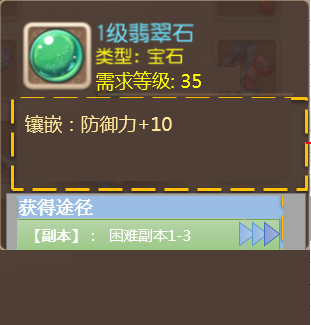 1级翡翠石
类型: 宝石
需求等级: 35
镶嵌：防御力+10
获得途径
【副本】： 困难副本1-3